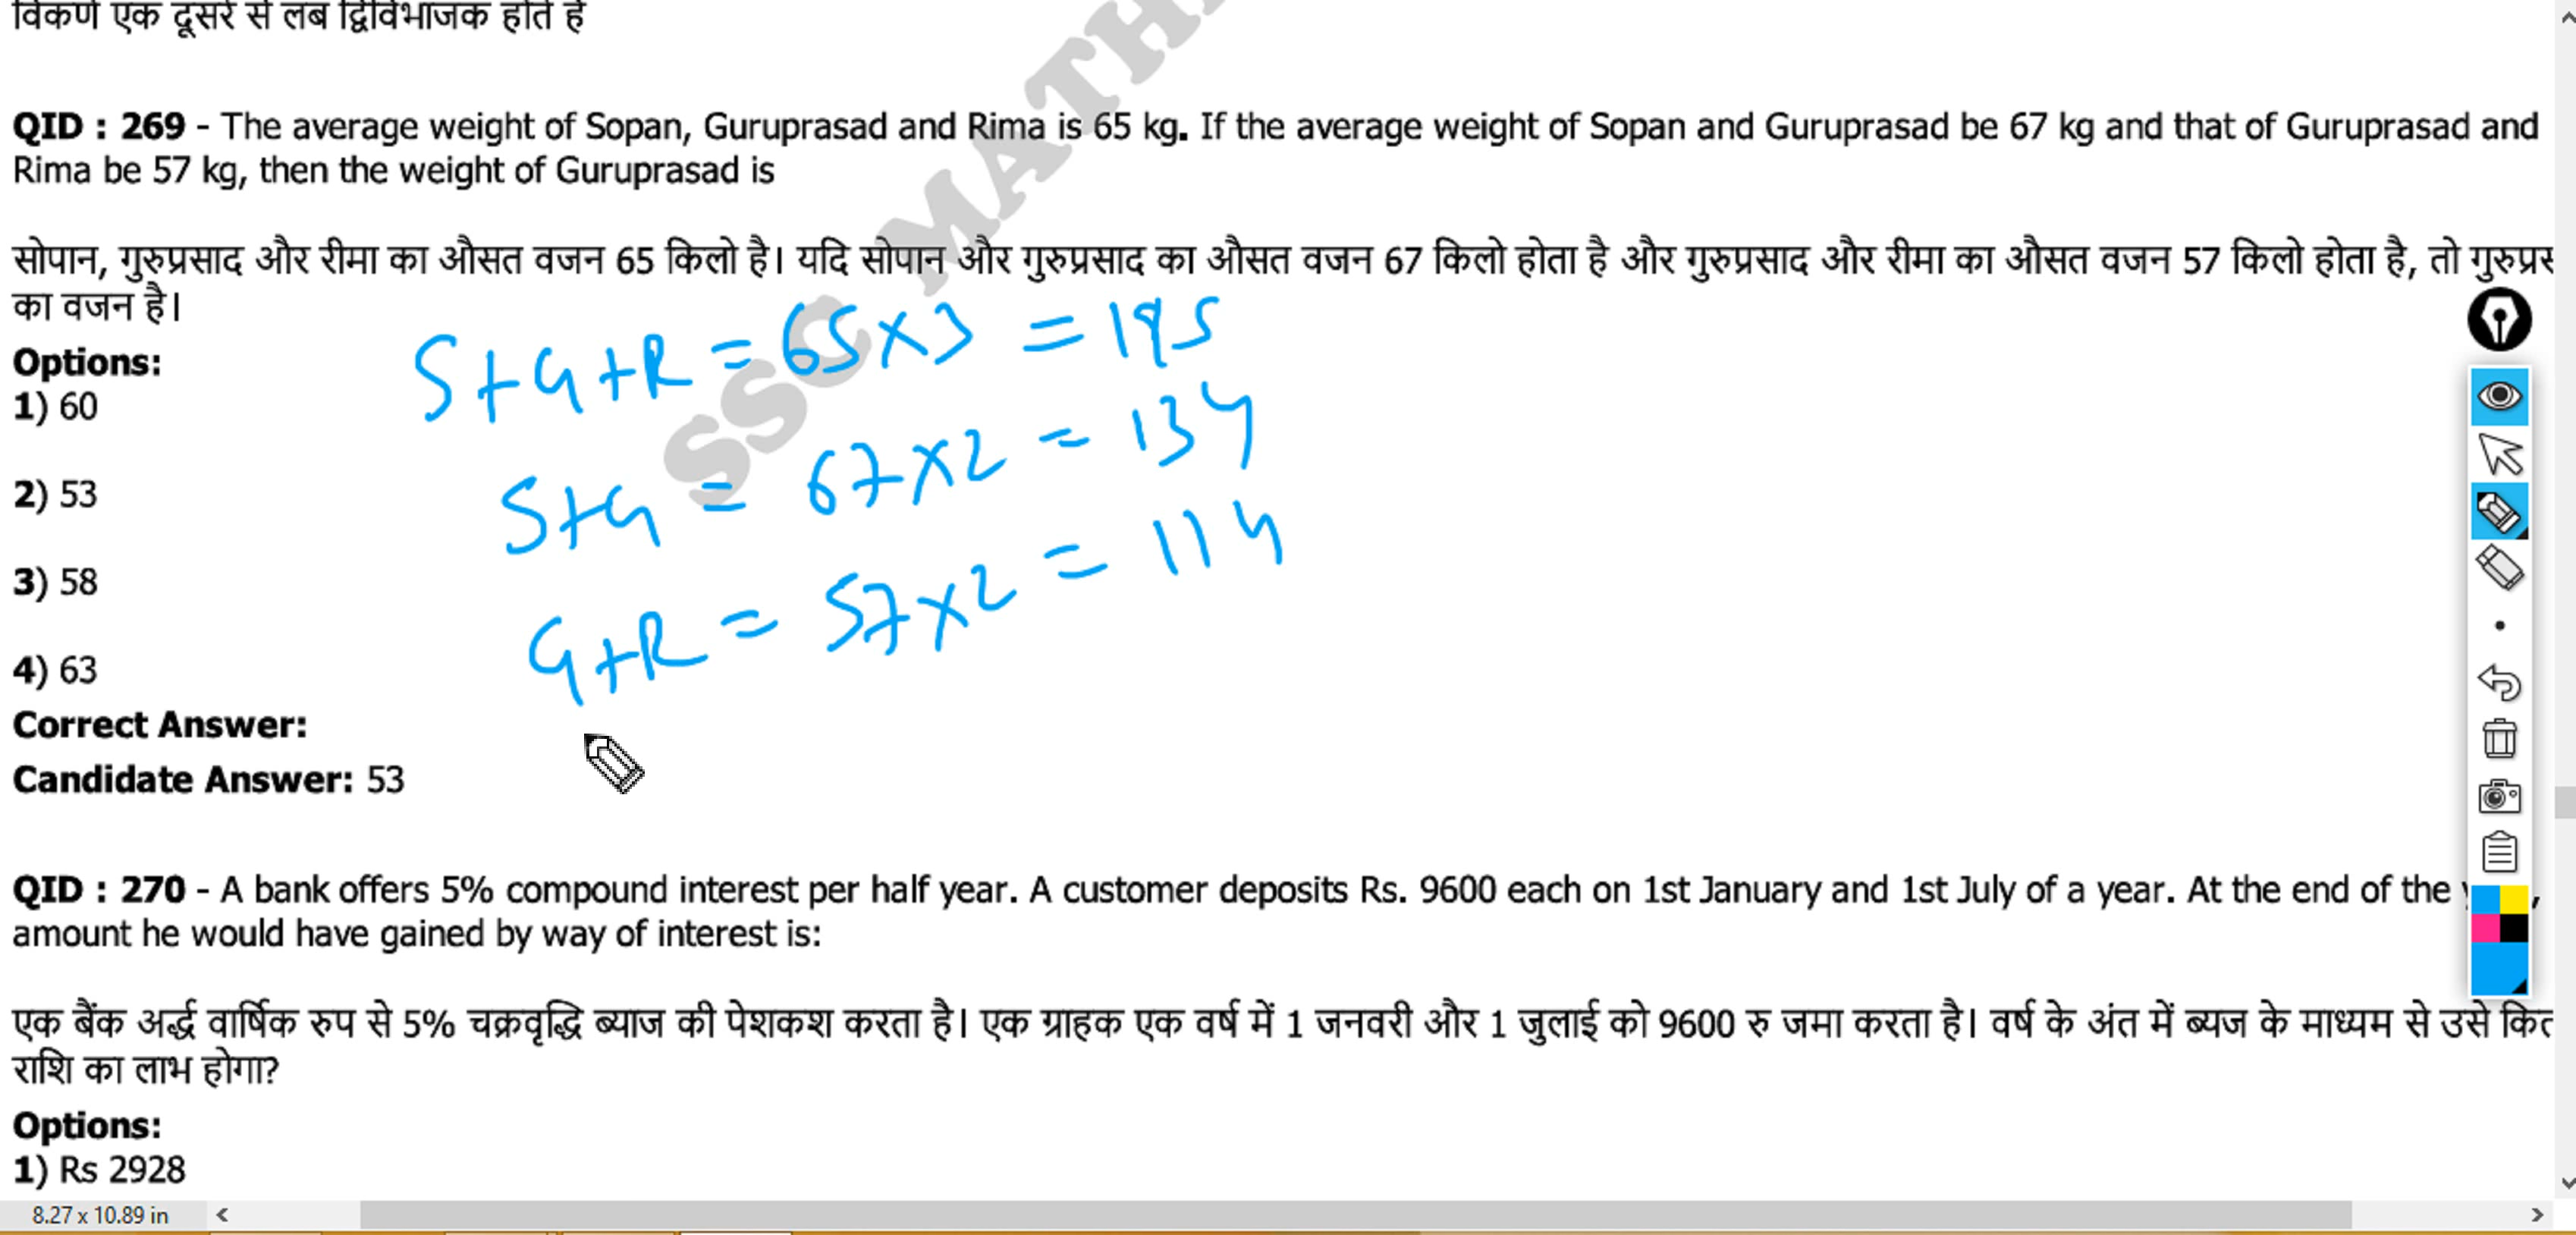 विकर्ण एक दूसरे से लंब द्विविभाजक होते हैं
QID : 269 - The average weight of Sopan, Guruprasad and Rima is 65 kg. If the average weight of Sopan and Guruprasad be 67 kg and that of Guruprasad and
Rima be 57 kg, then the weight of Guruprasad is
सोपान, गुरुप्रसाद और रीमा का औसत वजन 65 किलो है। यदि सोपान और गुरुप्रसाद का औसत वजन 67 किलो होता है और गुरुप्रसाद और रीमा का औसत वजन 57 किलो होता है, तो
का वजन है।
S+G+R = 65×3 = 195
Options:
1) 60
S+G = 67×2 = 134
2) 53
3) 58
G+R = 57×2 = 114
4) 63
Correct Answer:
Candidate Answer: 53
SSC MATH
QID : 270 - A bank offers 5% compound interest per half year. A customer deposits Rs. 9600 each on 1st January and 1st July of a year. At the end of the
amount he would have gained by way of interest is:
एक बैंक अर्द्ध वार्षिक रुप से 5% चक्रवृद्धि ब्याज की पेशकश करता है। एक ग्राहक एक वर्ष में 1 जनवरी और 1 जुलाई को 9600 रु जमा करता है। वर्ष के अंत में ब्यज के माध्यम से उसे
राशि का लाभ होगा?
Options:
1) Rs 2928
8.27 x 10.89 in